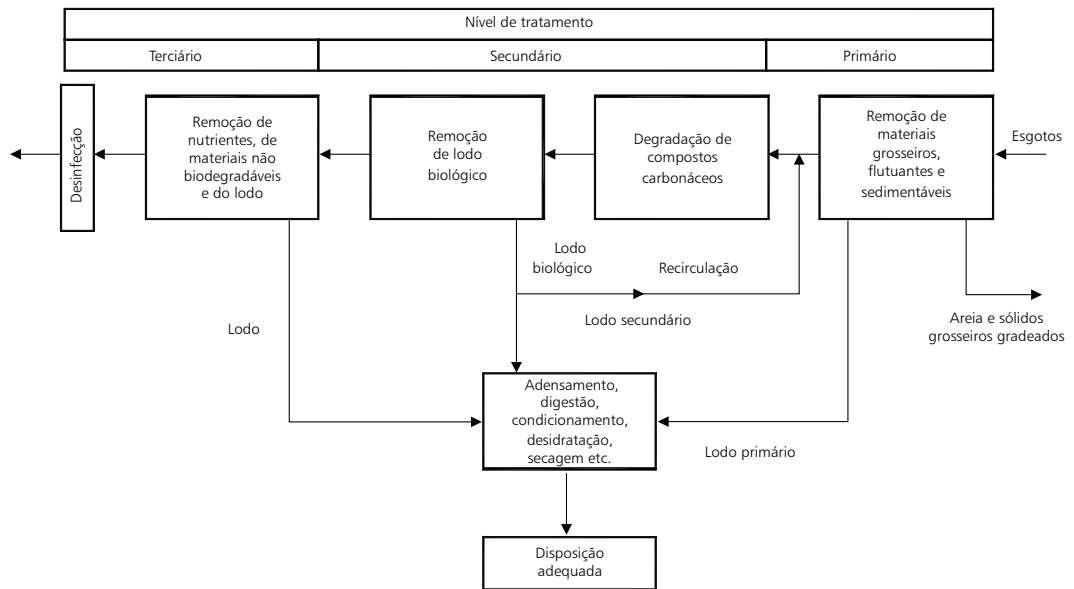 Nível de tratamento
Terciário
Secundário
Primário
Desinfecção
Remoção de
nutrientes, de
materiais não
biodegradáveis
e do lodo
Remoção
de lodo
biológico
Degradação de
compostos
carbonáceos
Remoção de
materiais
grosseiros,
flutuantes e
sedimentáveis
Esgotos
Lodo
biológico
Recirculação
Lodo secundário
Lodo
Areia e sólidos
grosseiros gradeados
Adensamento,
digestão,
condicionamento,
desidratação,
secagem etc.
Lodo primário
Disposição
adequada